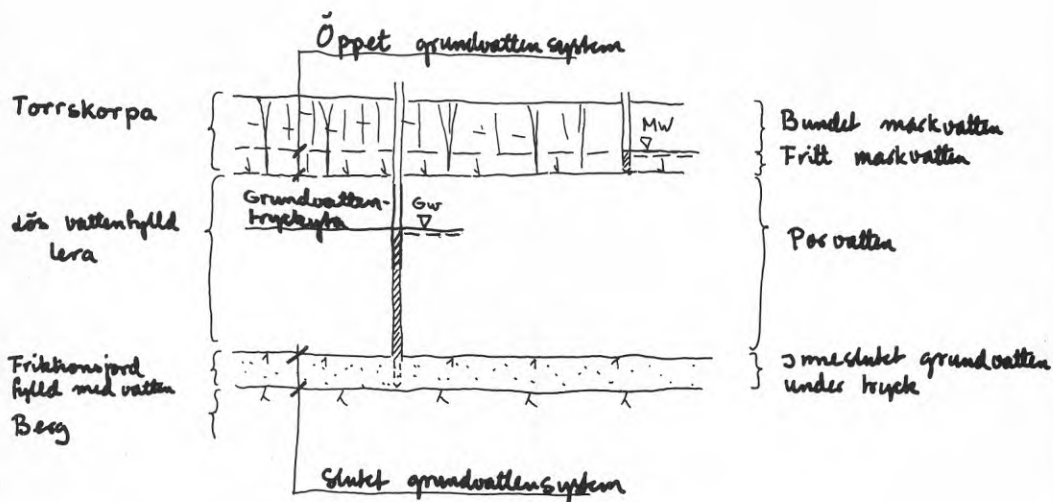 Öppet grundvattensystem
Torrskorpa
MW
Bundet markvatten
Fritt markvatten
Grundvatten-
tryckyta
GW
Lös vattenfylld
lera
Porvatten
Friktionsjord
fylld med vatten
Inneslutet grundvatten
under tryck
Berg
Slutet grundvattensystem